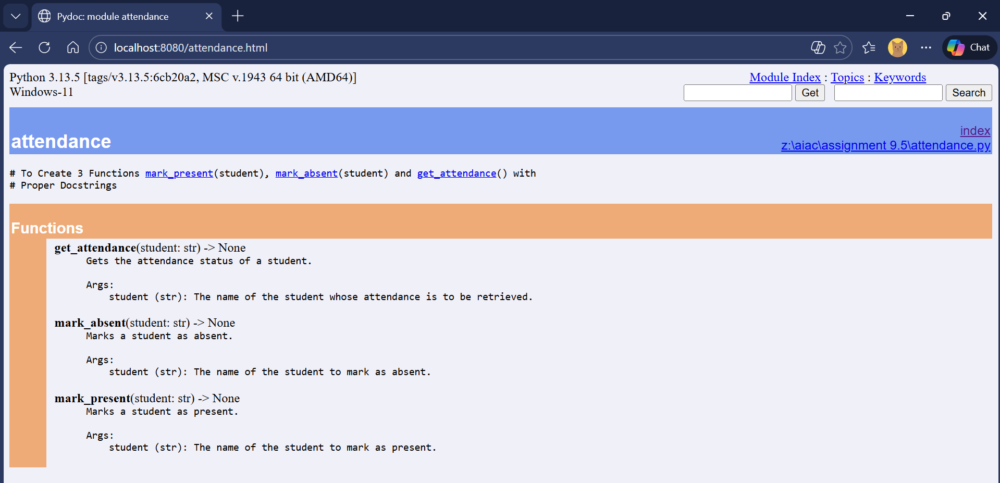 Pydoc: module attendance
localhost:8080/attendance.html
Chat
Python 3.13.5 [tags/v3.13.5:6cb20a2, MSC v.1943 64 bit (AMD64)]
Windows-11
Module Index : Topics : Keywords
Get
Search
attendance
index
z:\aiac\assignment 9.5\attendance.py
# To Create 3 Functions mark_present(student), mark_absent(student) and get_attendance() with
# Proper Docstrings
Functions
get_attendance(student: str) -> None
Gets the attendance status of a student.
Args:
student (str): The name of the student whose attendance is to be retrieved.
mark_absent(student: str) -> None
Marks a student as absent.
Args:
student (str): The name of the student to mark as absent.
mark_present(student: str) -> None
Marks a student as present.
Args:
student (str): The name of the student to mark as present.